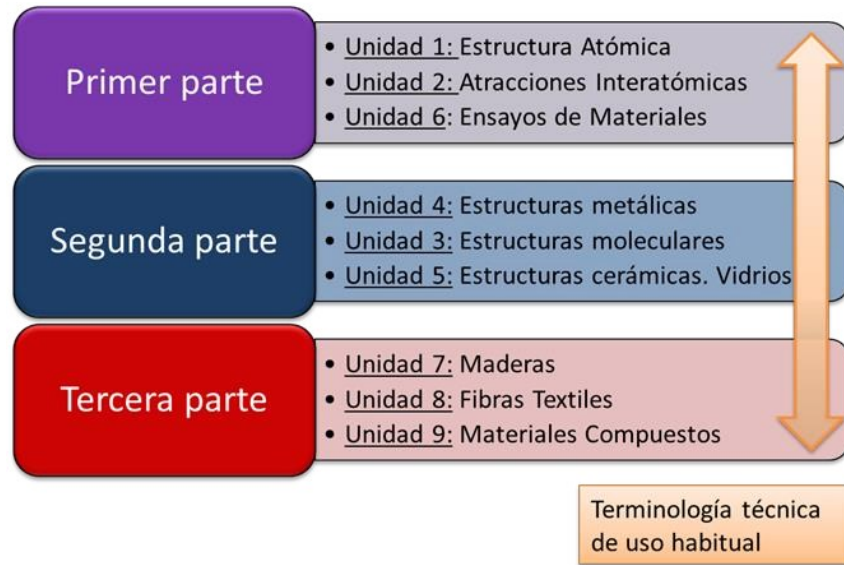 Primer parte
• Unidad 1: Estructura Atómica
• Unidad 2: Atracciones Interatómicas
• Unidad 6: Ensayos de Materiales
Segunda parte
• Unidad 4: Estructuras metálicas
• Unidad 3: Estructuras moleculares
• Unidad 5: Estructuras cerámicas. Vidrios
Tercera parte
• Unidad 7: Maderas
• Unidad 8: Fibras Textiles
• Unidad 9: Materiales Compuestos
Terminología técnica
de uso habitual